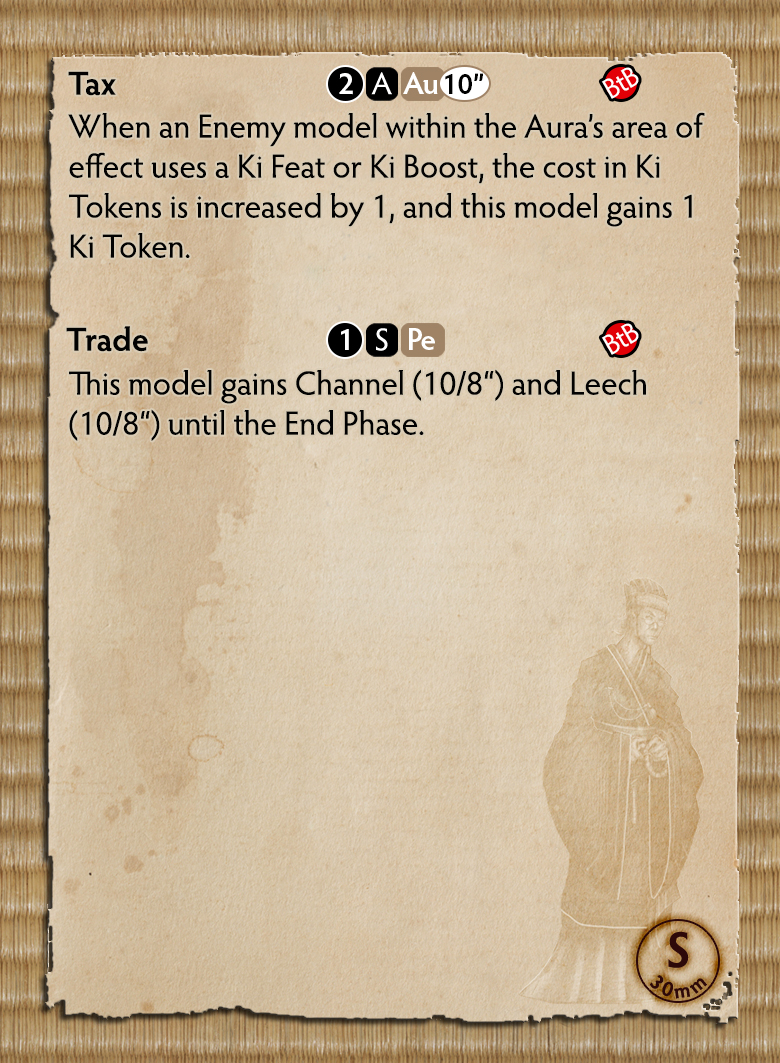 Tax 2 A Au 10″ BtB
When an Enemy model within the Aura's area of
effect uses a Ki Feat or Ki Boost, the cost in Ki
Tokens is increased by 1, and this model gains 1
Ki Token.
Trade 1 S Pe BtB
This model gains Channel (10/8″) and Leech
(10/8″) until the End Phase.
S
30mm